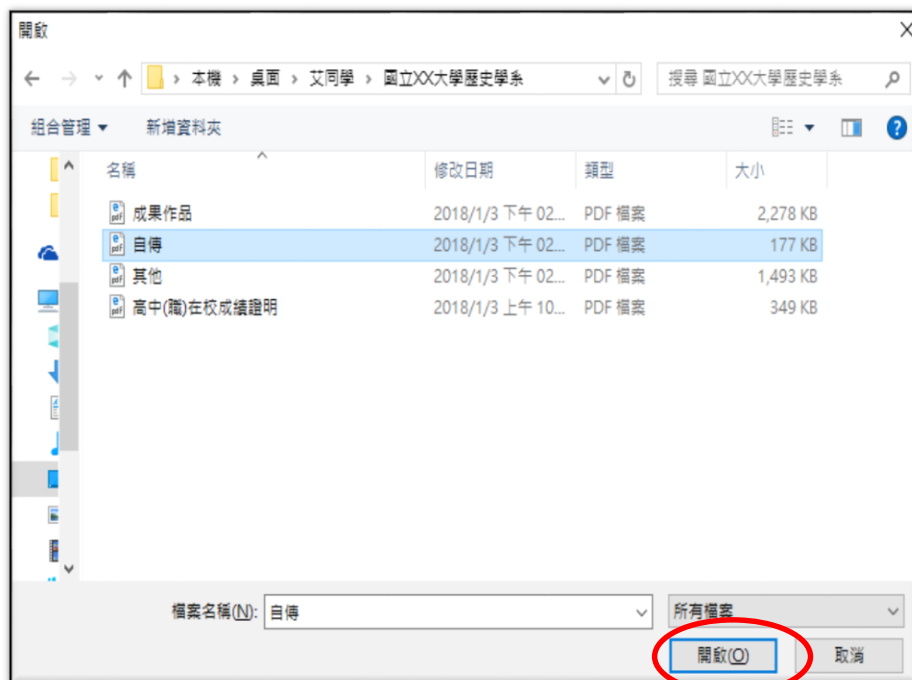 開啟
本機 › 桌面 › 艾同學 › 國立XX大學歷史學系 搜尋 國立XX大學歷史學系
組合管理 新增資料夾
名稱 修改日期 類型 大小
成果作品 2018/1/3 下午 02... PDF 檔案 2,278 KB
自傳 2018/1/3 下午 02... PDF 檔案 177 KB
其他 2018/1/3 下午 02... PDF 檔案 1,493 KB
高中(職)在校成績證明 2018/1/3 上午 10... PDF 檔案 349 KB
檔案名稱(N): 自傳 所有檔案
開啟(O) 取消